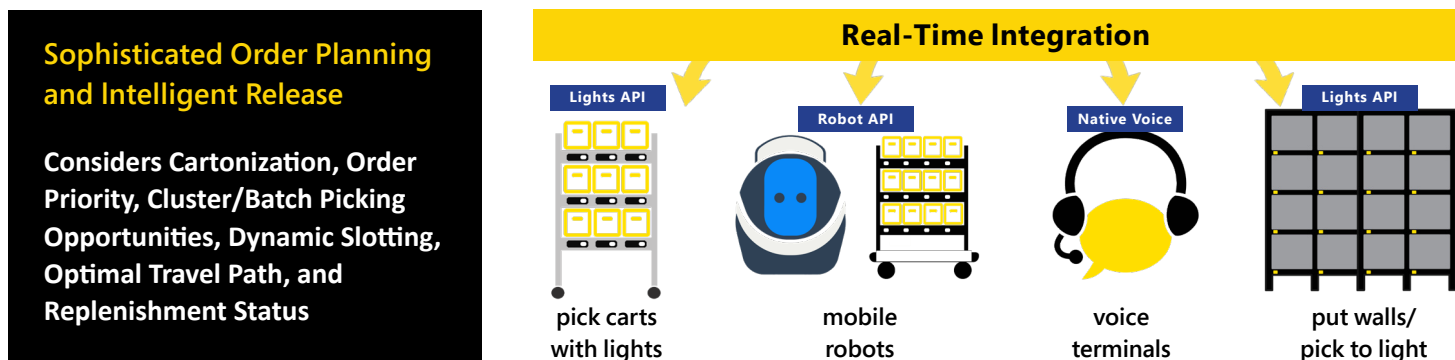 Sophisticated Order Planning
and Intelligent Release
Considers Cartonization, Order
Priority, Cluster/Batch Picking
Opportunities, Dynamic Slotting,
Optimal Travel Path, and
Replenishment Status
Real-Time Integration
Lights API
Robot API
Native Voice
Lights API
pick carts
with lights
mobile
robots
voice
terminals
put walls/
pick to light